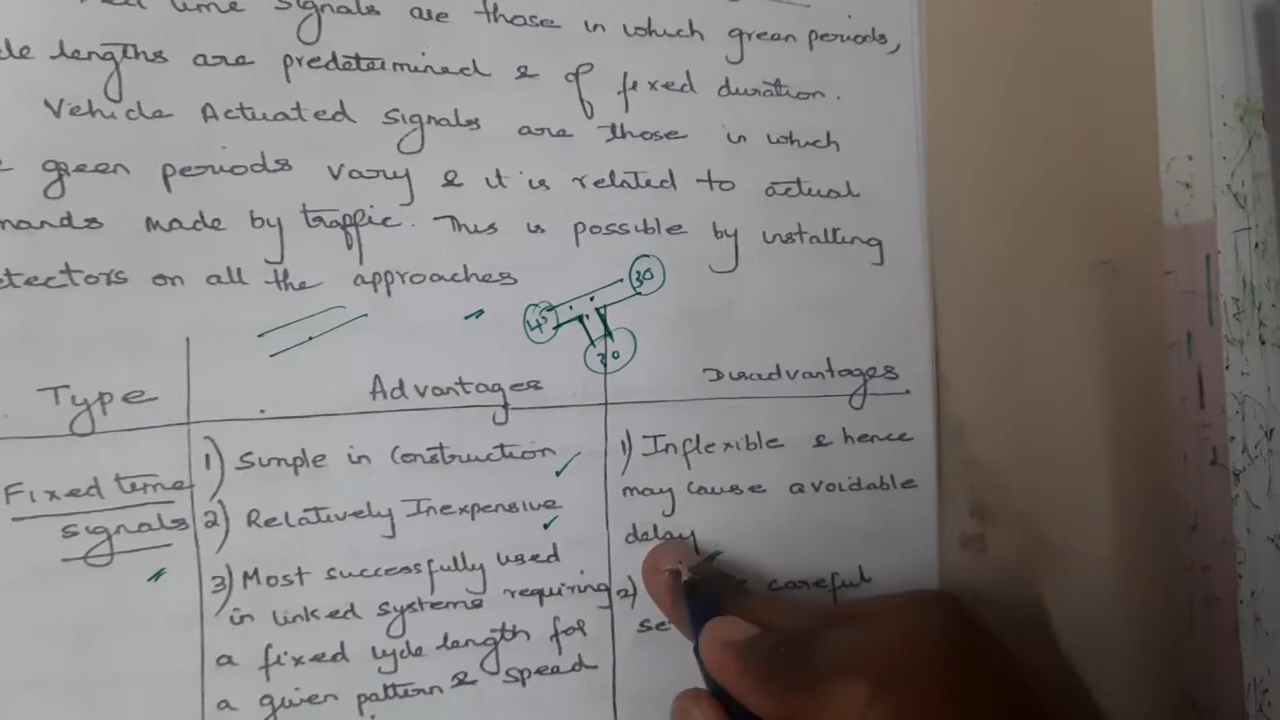 time signals are those in which green periods,
lengths are predetermined & of fixed duration.
Vehicle Actuated signals are those in which
green periods vary & it is related to actual
made by traffic. This is possible by installing
on all the approaches
30
45
Type Advantages Disadvantages
Fixed time
signals
1) Simple in Construction
2) Relatively Inexpensive
3) Most successfully used
in linked systems requiring
a fixed cycle length for
a given pattern & speed
1) Inflexible & hence
may cause avoidable
delay
2) careful